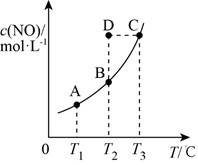 c(NO)/
mol·L⁻¹
D C
B
A
0 T₁ T₂ T₃ T/℃